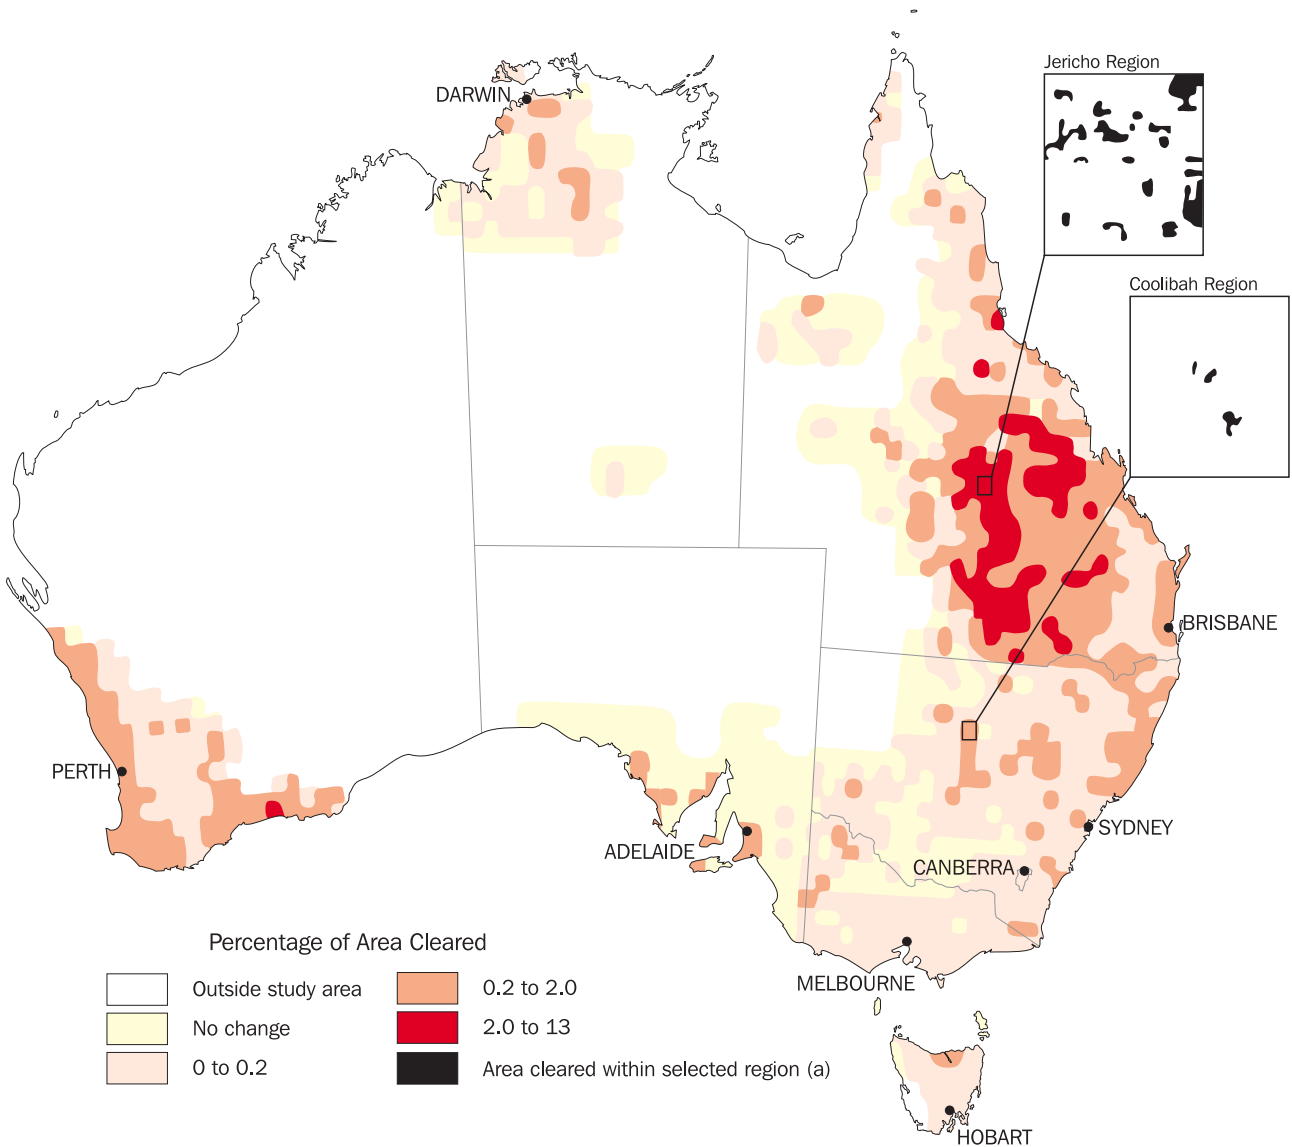 Jericho Region
DARWIN
Coolibah Region
BRISBANE
PERTH
SYDNEY
ADELAIDE
CANBERRA
MELBOURNE
HOBART
Percentage of Area Cleared
Outside study area
No change
0 to 0.2
0.2 to 2.0
2.0 to 13
Area cleared within selected region (a)